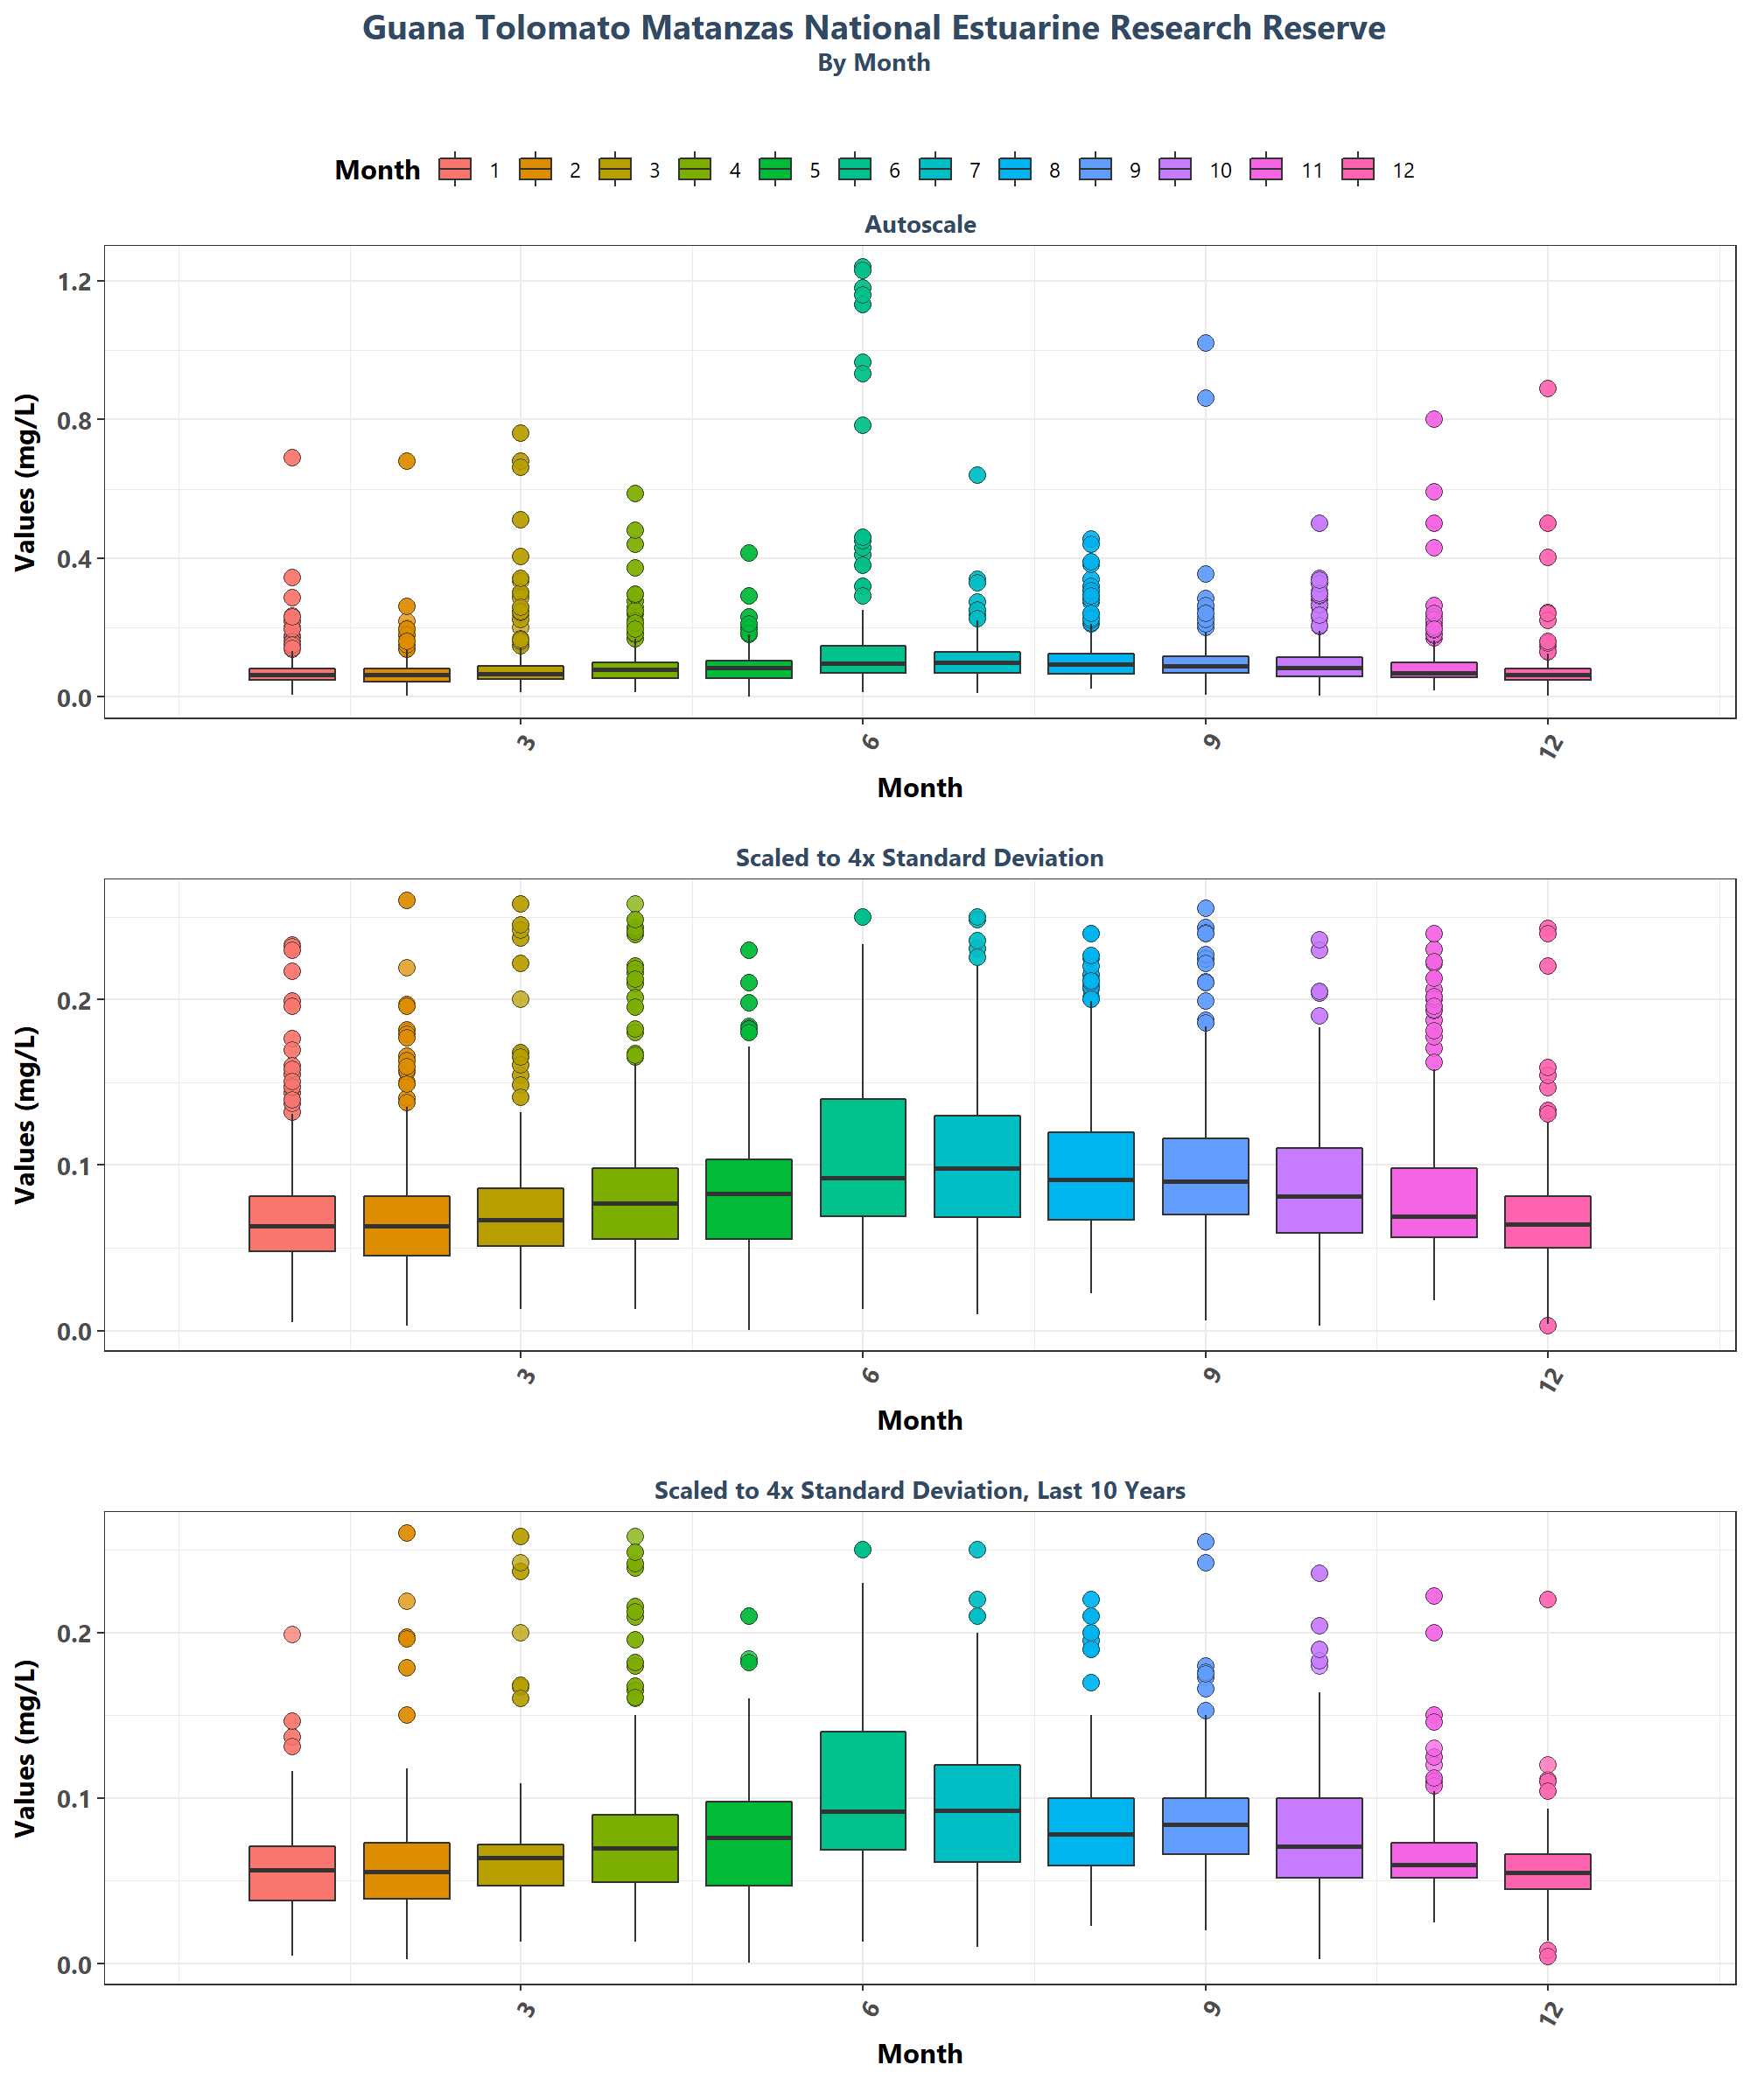 Guana Tolomato Matanzas National Estuarine Research Reserve
By Month
Month 1 2 3 4 5 6 7 8 9 10 11 12
Autoscale
Values (mg/L)
1.2
0.8
0.4
0.0
3 6 9 12
Month
Scaled to 4x Standard Deviation
Values (mg/L)
0.2
0.1
0.0
3 6 9 12
Month
Scaled to 4x Standard Deviation, Last 10 Years
Values (mg/L)
0.2
0.1
0.0
3 6 9 12
Month